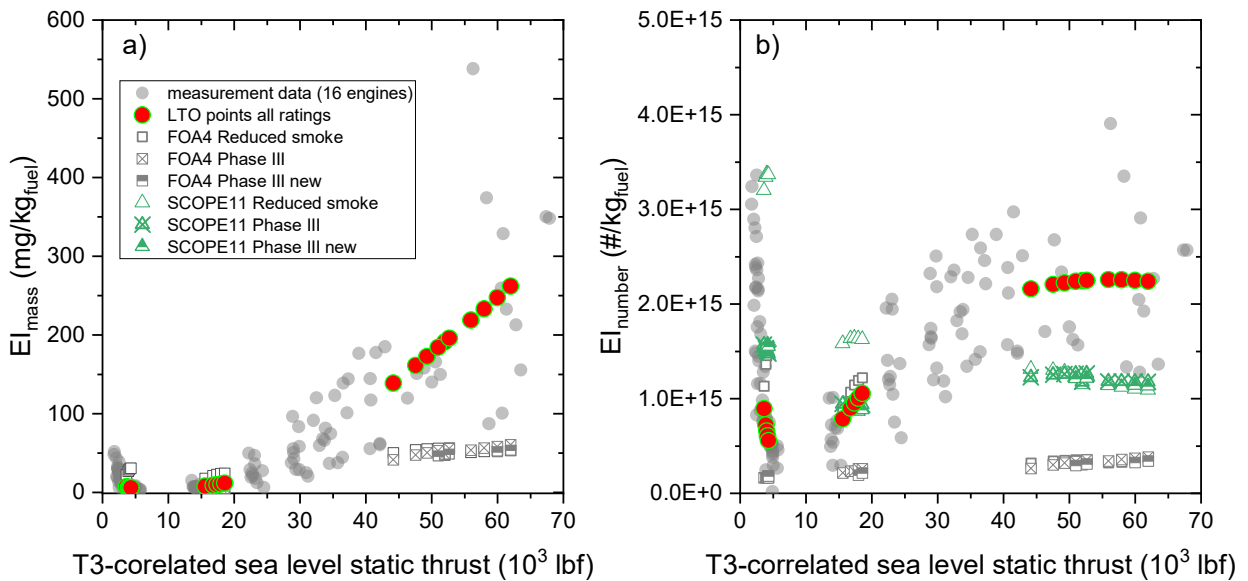 a)
600
500
400
300
200
100
0
EI_mass (mg/kg_fuel)
measurement data (16 engines)
LTO points all ratings
FOA4 Reduced smoke
FOA4 Phase III
FOA4 Phase III new
SCOPE11 Reduced smoke
SCOPE11 Phase III
SCOPE11 Phase III new
0 10 20 30 40 50 60 70
T3-corelated sea level static thrust (10³ lbf)
b)
5.0E+15
4.0E+15
3.0E+15
2.0E+15
1.0E+15
0.0E+0
EI_number (#/kg_fuel)
0 10 20 30 40 50 60 70
T3-correlated sea level static thrust (10³ lbf)